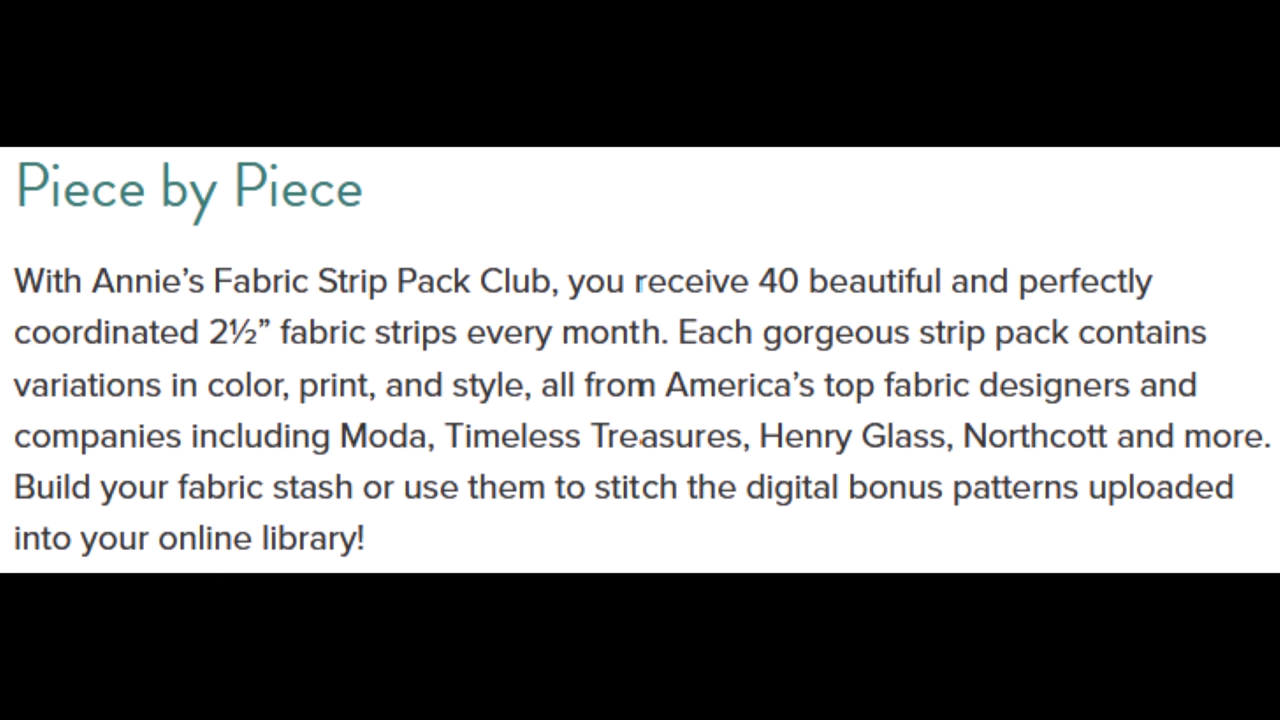 Piece by Piece
With Annie’s Fabric Strip Pack Club, you receive 40 beautiful and perfectly
coordinated 2½” fabric strips every month. Each gorgeous strip pack contains
variations in color, print, and style, all from America’s top fabric designers and
companies including Moda, Timeless Treasures, Henry Glass, Northcott and more.
Build your fabric stash or use them to stitch the digital bonus patterns uploaded
into your online library!